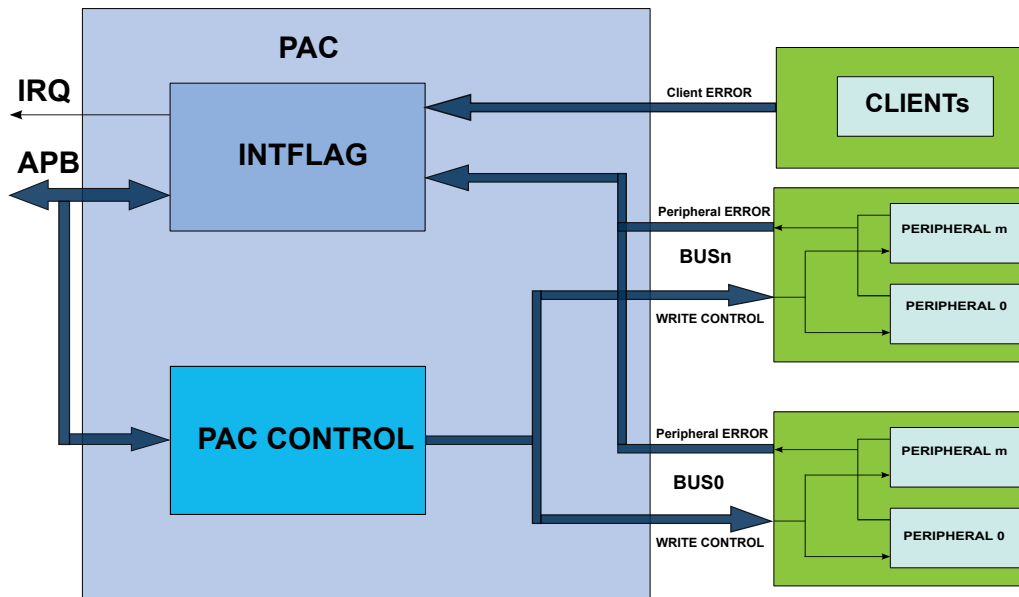 PAC
IRQ
APB
INTFLAG
PAC CONTROL
Client ERROR
CLIENTs
Peripheral ERROR
BUSn
WRITE CONTROL
PERIPHERAL m
PERIPHERAL 0
Peripheral ERROR
BUS0
WRITE CONTROL
PERIPHERAL m
PERIPHERAL 0